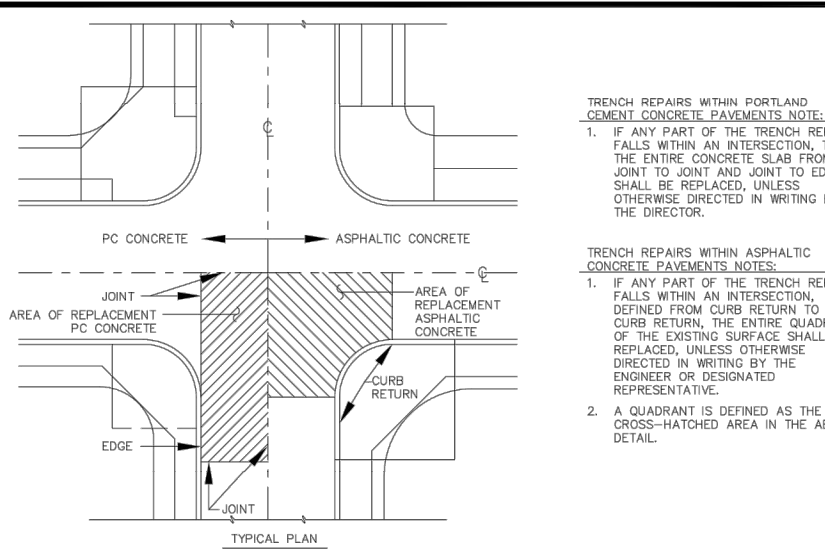 ℄
PC CONCRETE
ASPHALTIC CONCRETE
℄
JOINT
AREA OF REPLACEMENT
PC CONCRETE
AREA OF
REPLACEMENT
ASPHALTIC
CONCRETE
CURB
RETURN
EDGE
JOINT
TYPICAL PLAN
TRENCH REPAIRS WITHIN PORTLAND
CEMENT CONCRETE PAVEMENTS NOTE:
1. IF ANY PART OF THE TRENCH
FALLS WITHIN AN INTERSECTION,
THE ENTIRE CONCRETE SLAB
JOINT TO JOINT AND JOINT TO
SHALL BE REPLACED, UNLESS
OTHERWISE DIRECTED IN WRITING
THE DIRECTOR.
TRENCH REPAIRS WITHIN ASPHALTIC
CONCRETE PAVEMENTS NOTES:
1. IF ANY PART OF THE TRENCH
FALLS WITHIN AN INTERSECTION,
DEFINED FROM CURB RETURN TO
CURB RETURN, THE ENTIRE
OF THE EXISTING SURFACE SHALL
REPLACED, UNLESS OTHERWISE
DIRECTED IN WRITING BY THE
ENGINEER OR DESIGNATED
REPRESENTATIVE.
2. A QUADRANT IS DEFINED AS THE
CROSS-HATCHED AREA IN THE
DETAIL.